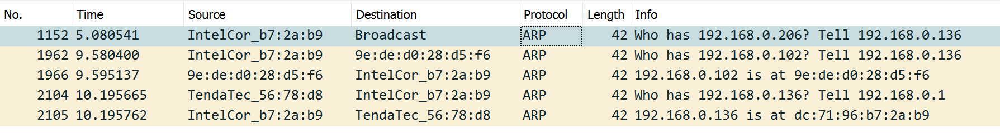 No. Time Source Destination Protocol Length Info
1152 5.080541 IntelCor_b7:2a:b9 Broadcast ARP 42 Who has 192.168.0.206? Tell 192.168.0.136
1962 9.580400 IntelCor_b7:2a:b9 9e:de:d0:28:d5:f6 ARP 42 Who has 192.168.0.102? Tell 192.168.0.136
1966 9.595137 9e:de:d0:28:d5:f6 IntelCor_b7:2a:b9 ARP 42 192.168.0.102 is at 9e:de:d0:28:d5:f6
2104 10.195665 TendaTec_56:78:d8 IntelCor_b7:2a:b9 ARP 42 Who has 192.168.0.136? Tell 192.168.0.1
2105 10.195762 IntelCor_b7:2a:b9 TendaTec_56:78:d8 ARP 42 192.168.0.136 is at dc:71:96:b7:2a:b9